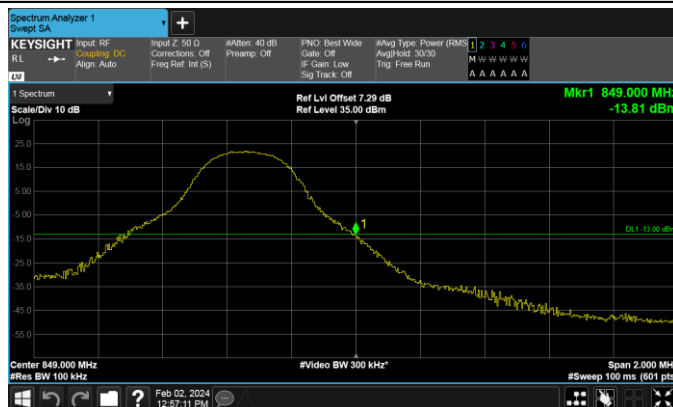 Spectrum Analyzer 1
Swept SA
+
KEYSIGHT
RL
LXI
Input: RF
Coupling: DC
Align: Auto
Input Z: 50 Ω
Corrections: Off
Freq Ref: Int (S)
#Atten: 40 dB
Preamp: Off
PNO: Best Wide
Gate: Off
IF Gain: Low
Sig Track: Off
#Avg Type: Power (RMS
Avg|Hold: 30/30
Trig: Free Run
1 2 3 4 5 6
M W W W W W
A A A A A A
1 Spectrum
Scale/Div 10 dB
Ref Lvl Offset 7.29 dB
Ref Level 35.00 dBm
Mkr1 849.000 MHz
-13.81 dBm
Log
25.0
15.0
5.00
-5.00
-15.0
-25.0
-35.0
-45.0
-55.0
1
DL1 -13.00 dBm
Center 849.000 MHz
#Res BW 100 kHz
#Video BW 300 kHz*
Span 2.000 MH
#Sweep 100 ms (601 pts
?
Feb 02, 2024
12:57:11 PM